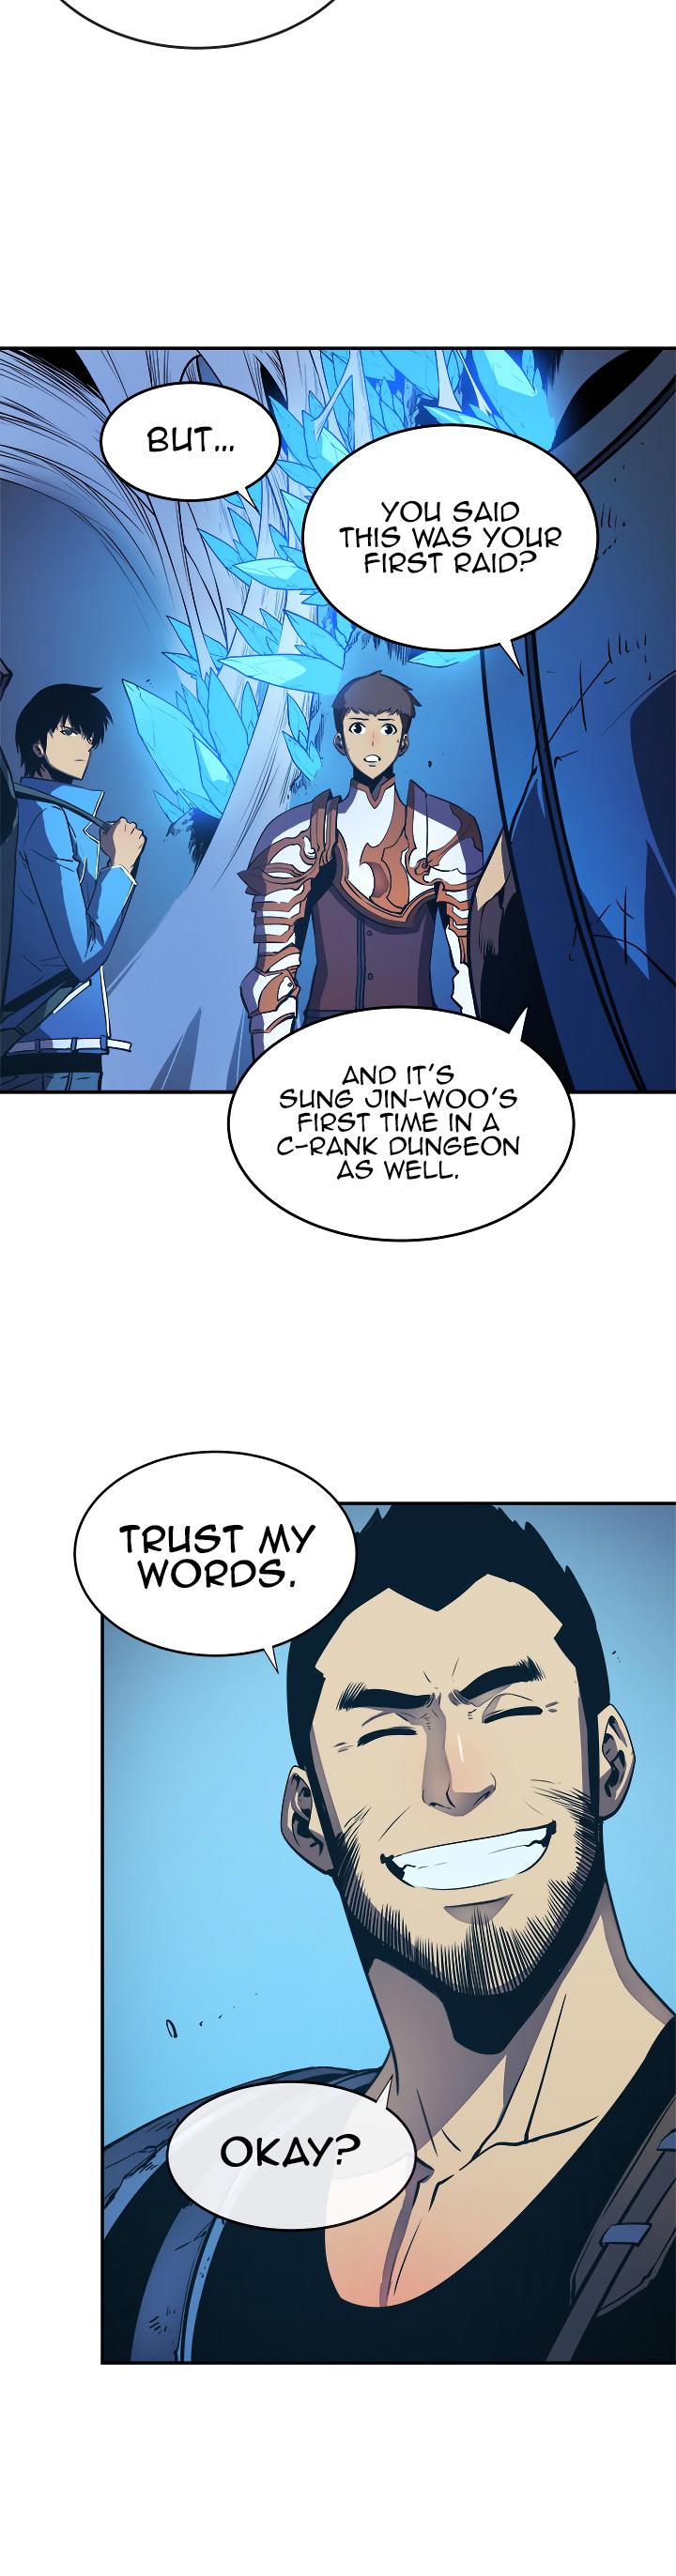 BUT...
YOU SAID
THIS WAS YOUR
FIRST RAID?
AND IT'S
SUNG JIN-WOO'S
FIRST TIME IN A
C-RANK DUNGEON
AS WELL.
TRUST MY
WORDS.
OKAY?